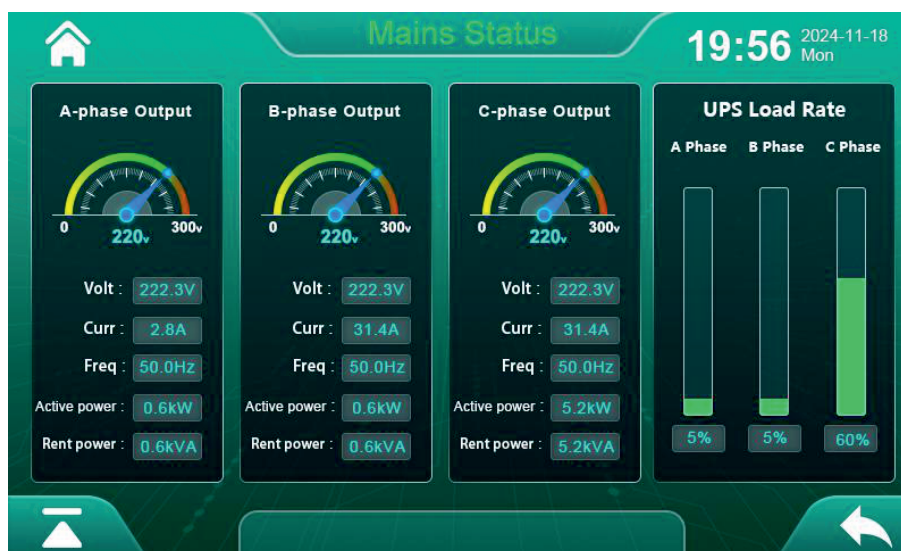 Mains Status
19:56
2024-11-18
Mon
A-phase Output
0
220v
300v
Volt : 222.3V
Curr : 2.8A
Freq : 50.0Hz
Active power : 0.6kW
Rent power : 0.6kVA
B-phase Output
0
220v
300v
Volt : 222.3V
Curr : 31.4A
Freq : 50.0Hz
Active power : 0.6kW
Rent power : 0.6kVA
C-phase Output
0
220v
300v
Volt : 222.3V
Curr : 31.4A
Freq : 50.0Hz
Active power : 5.2kW
Rent power : 5.2kVA
UPS Load Rate
A Phase B Phase C Phase
5% 5% 60%